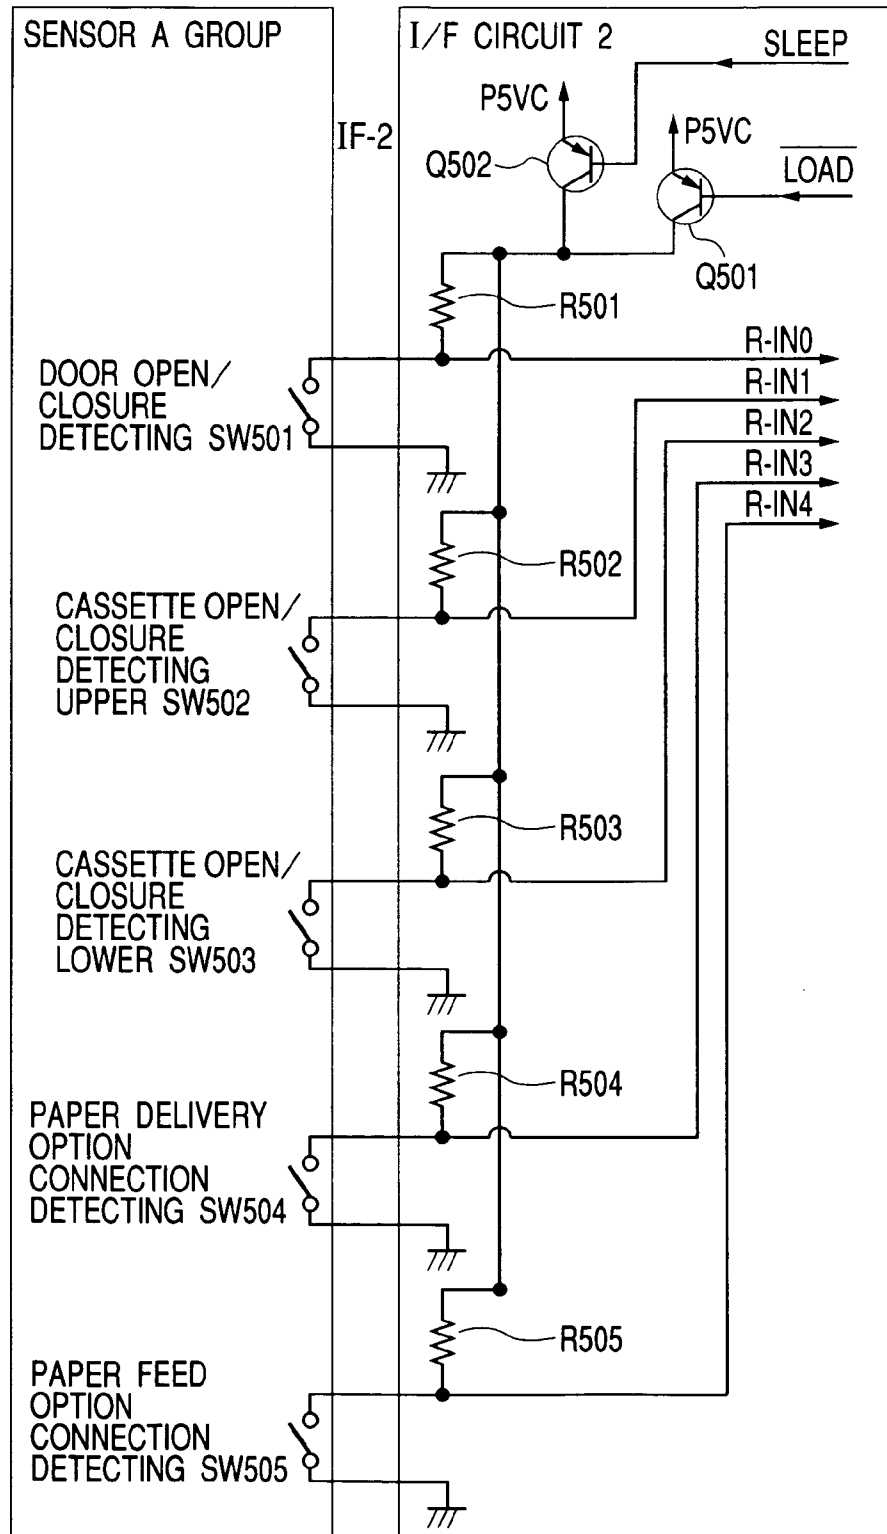 SENSOR A GROUP
I/F CIRCUIT 2
SLEEP
P5VC
P5VC
IF-2
Q502
LOAD
Q501
R501
R-IN0
DOOR OPEN/
CLOSURE
DETECTING SW501
R-IN1
R-IN2
R-IN3
R-IN4
R502
CASSETTE OPEN/
CLOSURE
DETECTING
UPPER SW502
R503
CASSETTE OPEN/
CLOSURE
DETECTING
LOWER SW503
R504
PAPER DELIVERY
OPTION
CONNECTION
DETECTING SW504
R505
PAPER FEED
OPTION
CONNECTION
DETECTING SW505